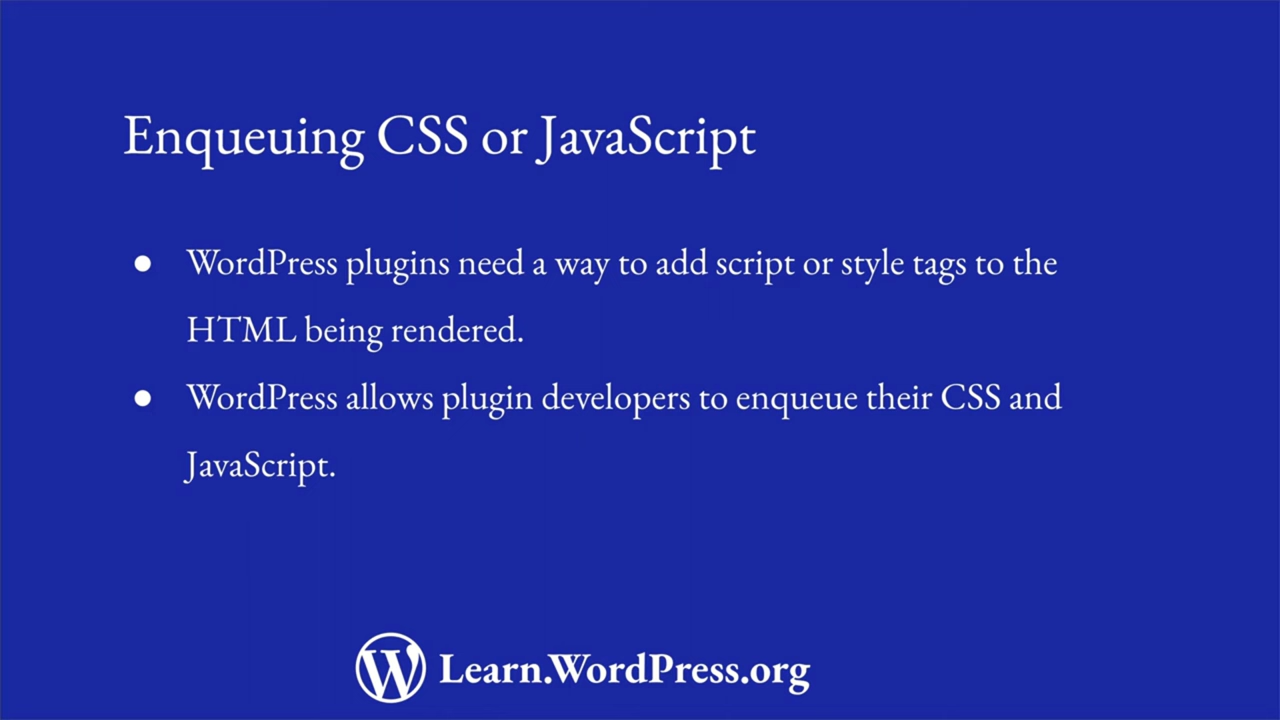 Enqueuing CSS or JavaScript
● WordPress plugins need a way to add script or style tags to the
HTML being rendered.
● WordPress allows plugin developers to enqueue their CSS and
JavaScript.
Learn.WordPress.org